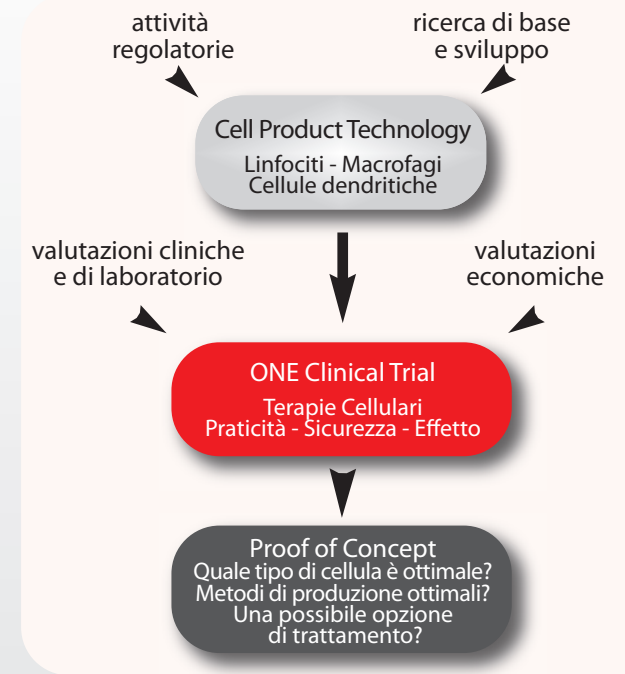 attività
regolatorie
ricerca di base
e sviluppo
Cell Product Technology
Linfociti - Macrofagi
Cellule dendritiche
valutazioni cliniche
e di laboratorio
valutazioni
economiche
ONE Clinical Trial
Terapie Cellulari
Praticità - Sicurezza - Effetto
Proof of Concept
Quale tipo di cellula è ottimale?
Metodi di produzione ottimali?
Una possibile opzione
di trattamento?